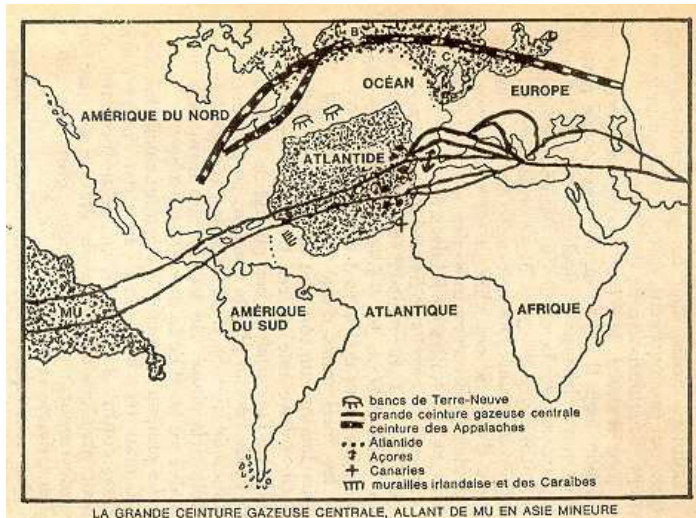 A
B
C
OCÉAN
EUROPE
AMÉRIQUE DU NORD
ATLANTIDE
MU
AMÉRIQUE
DU SUD
ATLANTIQUE
AFRIQUE
bancs de Terre-Neuve
grande ceinture gazeuse centrale
ceinture des Appalaches
Atlantide
Açores
Canaries
murailles irlandaise et des Caraïbes
LA GRANDE CEINTURE GAZEUSE CENTRALE, ALLANT DE MU EN ASIE MINEURE